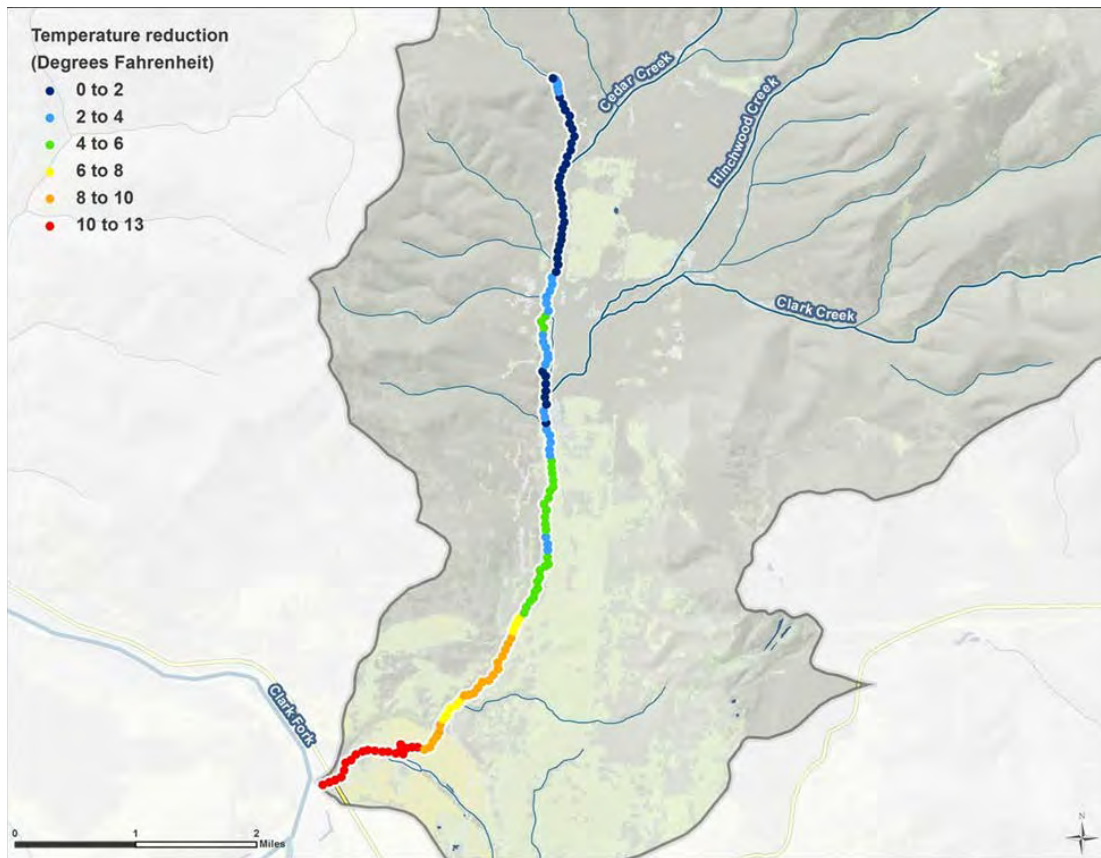 Temperature reduction
(Degrees Fahrenheit)
0 to 2
2 to 4
4 to 6
6 to 8
8 to 10
10 to 13
Cedar Creek
Hinchwood Creek
Clark Creek
Clark Fork
0 1 2
Miles
N